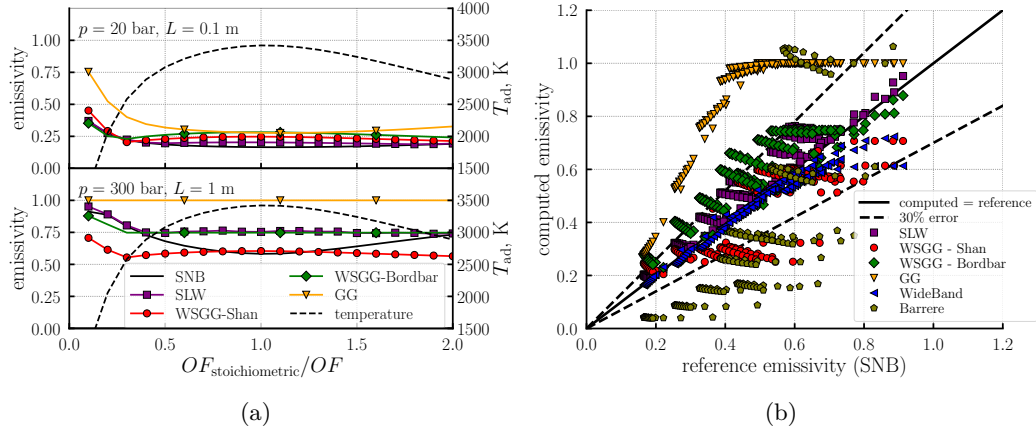 p = 20 bar, L = 0.1 m
emissivity
1.00
0.75
0.50
0.25
0.00
4000
3500
3000
2500
2000
1500
T_ad, K
p = 300 bar, L = 1 m
emissivity
1.00
0.75
0.50
0.25
0.00
4000
3500
3000
2500
2000
1500
T_ad, K
SNB
SLW
WSGG-Shan
WSGG-Bordbar
GG
temperature
0.0
0.5
1.0
1.5
2.0
OF_stoichiometric/OF
(a)
computed emissivity
1.2
1.0
0.8
0.6
0.4
0.2
0.0
computed = reference
30% error
SLW
WSGG - Shan
WSGG - Bordbar
GG
WideBand
Barrere
0.2
0.4
0.6
0.8
1.0
1.2
reference emissivity (SNB)
(b)